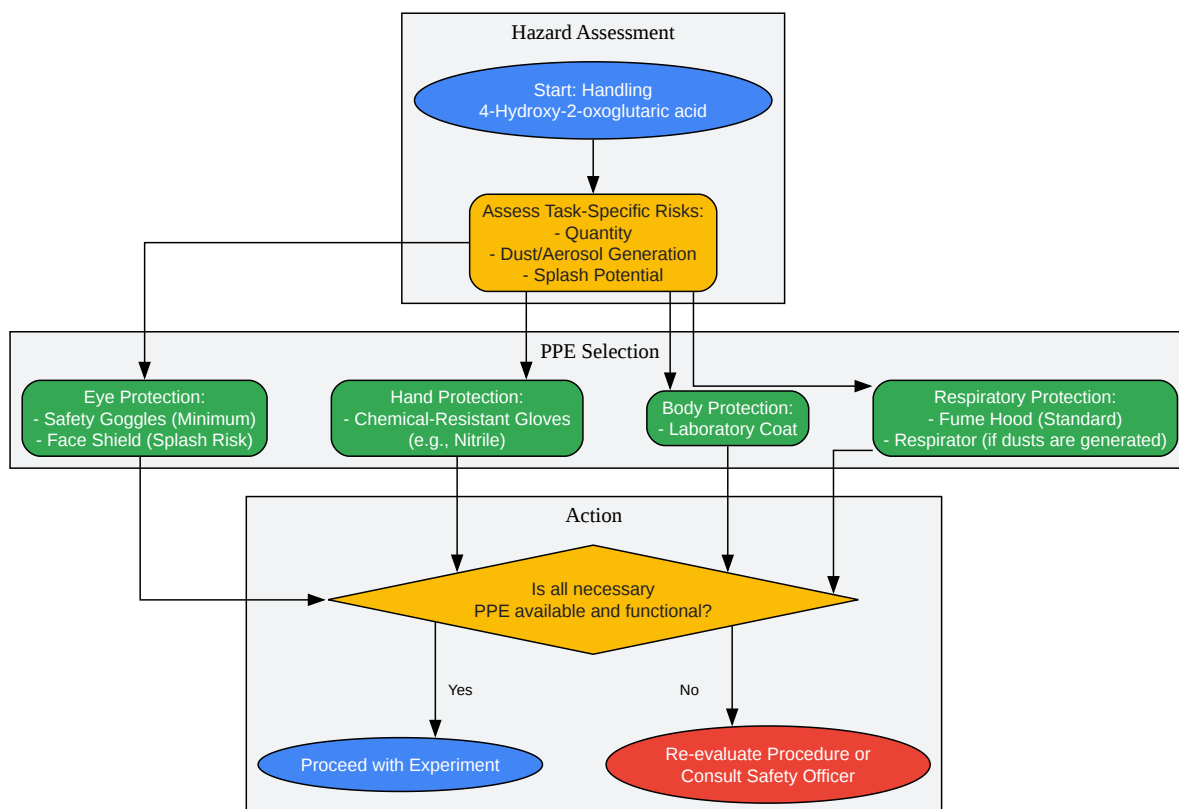 Hazard Assessment
Start: Handling
4-Hydroxy-2-oxoglutaric acid
Assess Task-Specific Risks:
- Quantity
- Dust/Aerosol Generation
- Splash Potential
PPE Selection
Eye Protection:
- Safety Goggles (Minimum)
- Face Shield (Splash Risk)
Hand Protection:
- Chemical-Resistant Gloves
(e.g., Nitrile)
Body Protection:
- Laboratory Coat
Respiratory Protection:
- Fume Hood (Standard)
- Respirator (if dusts are generated)
Action
Is all necessary
PPE available and functional?
Yes
No
Proceed with Experiment
Re-evaluate Procedure or
Consult Safety Officer